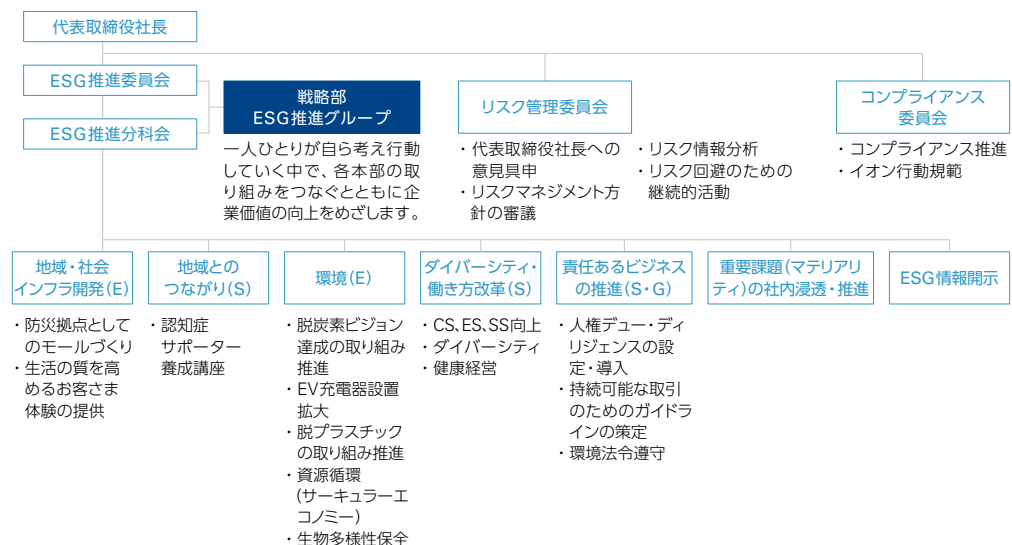 代表取締役社長
ESG推進委員会
ESG推進分科会
戦略部
ESG推進グループ
一人ひとりが自ら考え行動
していく中で、各本部の取
り組みをつなぐとともに企
業価値の向上をめざします。
リスク管理委員会
・代表取締役社長への
意見具申
・リスクマネジメント方
針の審議
・リスク情報分析
・リスク回避のための
継続的活動
コンプライアンス
委員会
・コンプライアンス推進
・イオン行動規範
地域・社会
インフラ開発(E)
・防災拠点として
のモールづくり
・生活の質を高
めるお客さま
体験の提供
地域との
つながり(S)
・認知症
サポーター
養成講座
環境(E)
・脱炭素ビジョン
達成の取り組み
推進
・EV充電器設置
拡大
・脱プラスチック
の取り組み推進
・資源循環
(サーキュラーエ
コノミー)
・生物多様性保全
ダイバーシティ・
働き方改革(S)
・CS、ES、SS向上
・ダイバーシティ
・健康経営
責任あるビジネス
の推進(S・G)
・人権デュー・ディ
リジェンスの設
定・導入
・持続可能な取引
のためのガイドラ
インの策定
・環境法令遵守
重要課題(マテリアリ
ティ)の社内浸透・推進
ESG情報開示